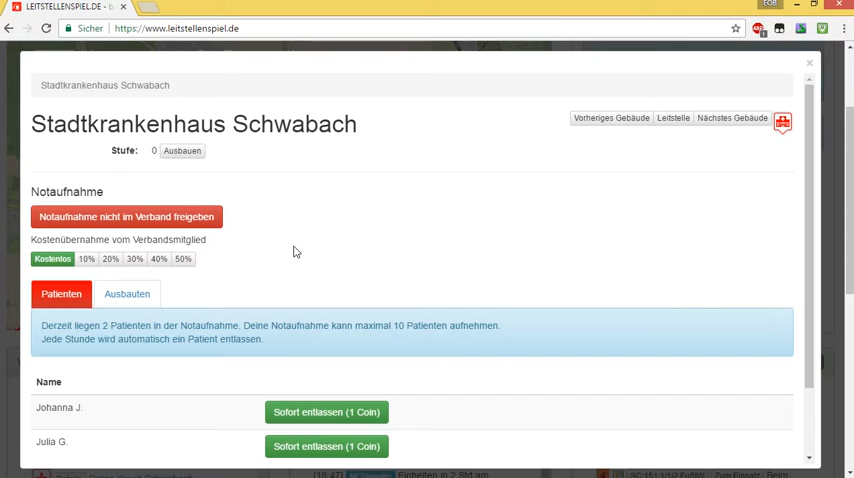 LEITSTELLENSPIEL.DE - b
EOB
Sicher https://www.leitstellenspiel.de
Stadtkrankenhaus Schwabach
Stadtkrankenhaus Schwabach
Vorheriges Gebäude Leitstelle Nächstes Gebäude
Stufe: 0 Ausbauen
Notaufnahme
Notaufnahme nicht im Verband freigeben
Kostenübernahme vom Verbandsmitglied
Kostenlos 10% 20% 30% 40% 50%
Patienten Ausbauten
Derzeit liegen 2 Patienten in der Notaufnahme. Deine Notaufnahme kann maximal 10 Patienten aufnehmen.
Jede Stunde wird automatisch ein Patient entlassen.
Name
Johanna J. Sofort entlassen (1 Coin)
Julia G. Sofort entlassen (1 Coin)